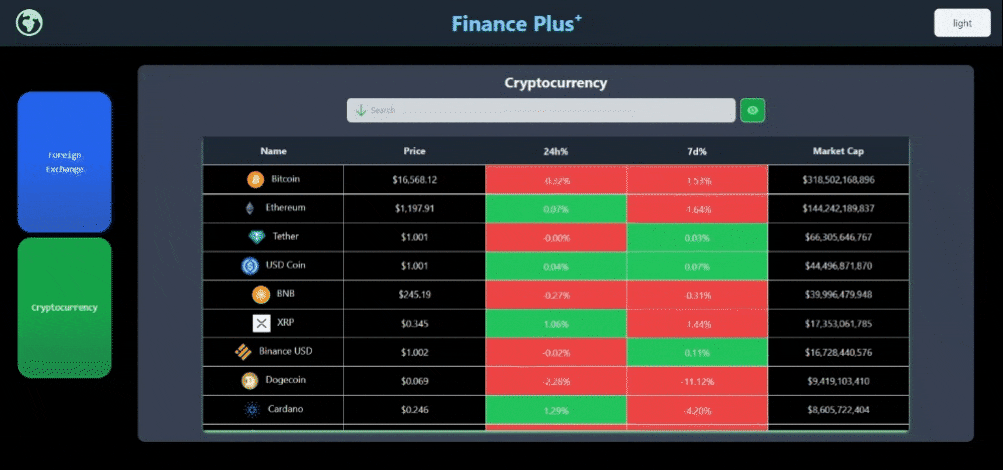 Finance Plus+
light
Foreign
Exchange
Cryptocurrency
Cryptocurrency
Search
Name Price 24h% 7d% Market Cap
Bitcoin $16,568.12 -0.32% -1.53% $318,502,168,896
Ethereum $1,197.91 0.07% -1.64% $144,242,189,837
Tether $1.001 -0.00% 0.03% $66,305,646,767
USD Coin $1.001 0.04% 0.07% $44,496,871,870
BNB $245.19 -0.27% -0.31% $39,996,479,948
XRP $0.345 1.06% -1.44% $17,353,061,785
Binance USD $1.002 -0.02% 0.11% $16,728,440,576
Dogecoin $0.069 -2.28% -11.12% $9,419,103,410
Cardano $0.246 1.29% -4.20% $8,605,722,404